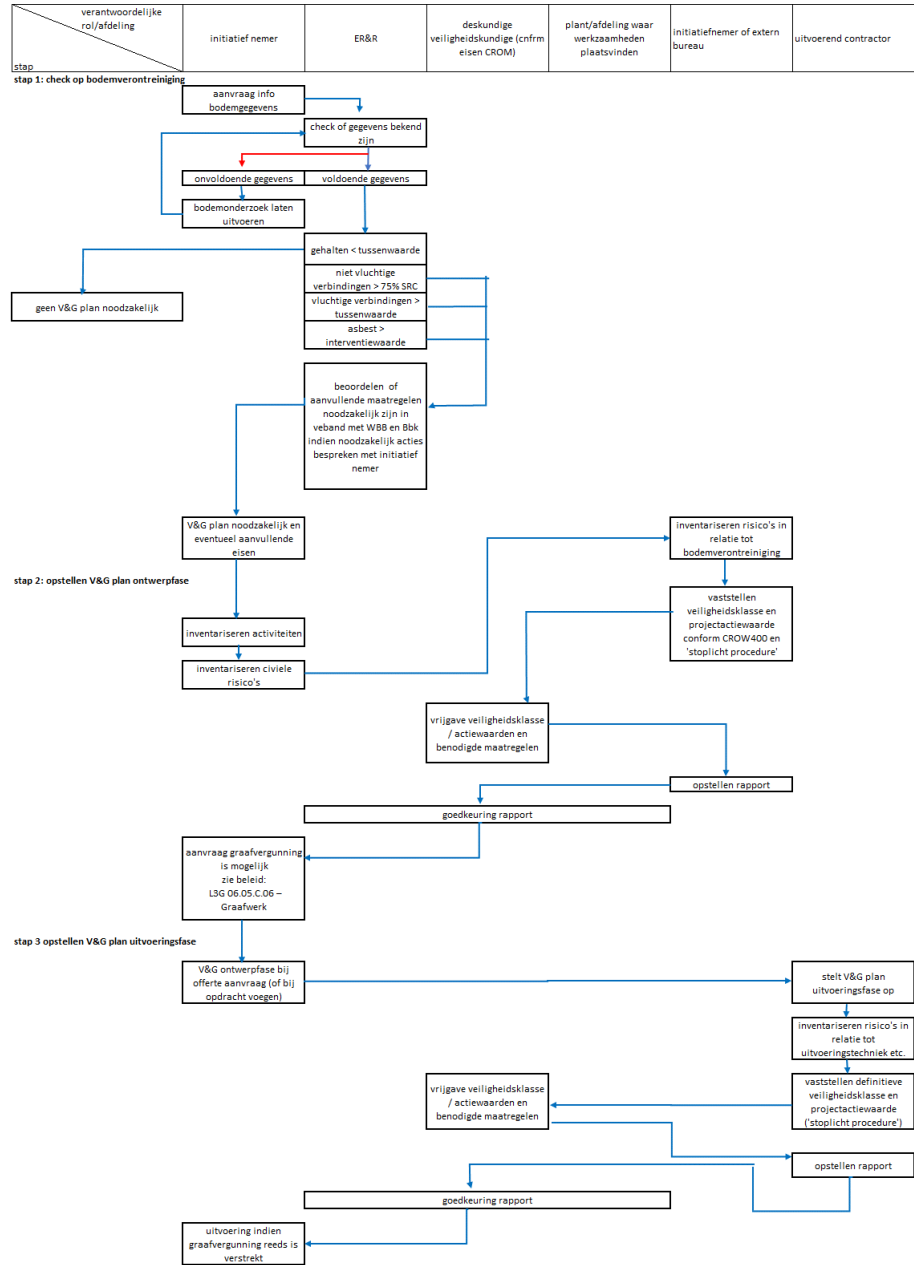 verantwoordelijke
rol/afdeling
stap
initiatief nemer
ER&R
deskundige
veiligheidskundige (cnfrm
eisen CROM)
plant/afdeling waar
werkzaamheden
plaatsvinden
initiatiefnemer of extern
bureau
uitvoerend contractor
stap 1: check op bodemverontreiniging
aanvraag info
bodemgegevens
check of gegevens bekend
zijn
onvoldoende gegevens
voldoende gegevens
bodemonderzoek laten
uitvoeren
gehalten < tussenwaarde
niet vluchtige
verbindingen > 75% SRC
geen V&G plan noodzakelijk
vluchtige verbindingen >
tussenwaarde
asbest >
interventiewaarde
beoordelen of
aanvullende maatregelen
noodzakelijk zijn in
veband met WBB en Bbk
indien noodzakelijk acties
bespreken met initiatief
nemer
V&G plan noodzakelijk en
eventueel aanvullende
eisen
inventariseren risico's in
relatie tot
bodemverontreiniging
stap 2: opstellen V&G plan ontwerpfase
vaststellen
veiligheidsklasse en
projectactiewaarde
conform CROW400 en
'stoplicht procedure'
inventariseren activiteiten
inventariseren civiele
risico's
vrijgave veiligheidsklasse
/ actiewaarden en
benodigde maatregelen
opstellen rapport
goedkeuring rapport
aanvraag graafvergunning
is mogelijk
zie beleid:
L3G 06.05.C.06 –
Graafwerk
stap 3 opstellen V&G plan uitvoeringsfase
V&G ontwerpfase bij
offerte aanvraag (of bij
opdracht voegen)
stelt V&G plan
uitvoeringsfase op
inventariseren risico's in
relatie tot
uitvoeringstechniek etc.
vrijgave veiligheidsklasse
/ actiewaarden en
benodigde maatregelen
vaststellen definitieve
veiligheidsklasse en
projectactiewaarde
('stoplicht procedure')
opstellen rapport
goedkeuring rapport
uitvoering indien
graafvergunning reeds is
verstrekt